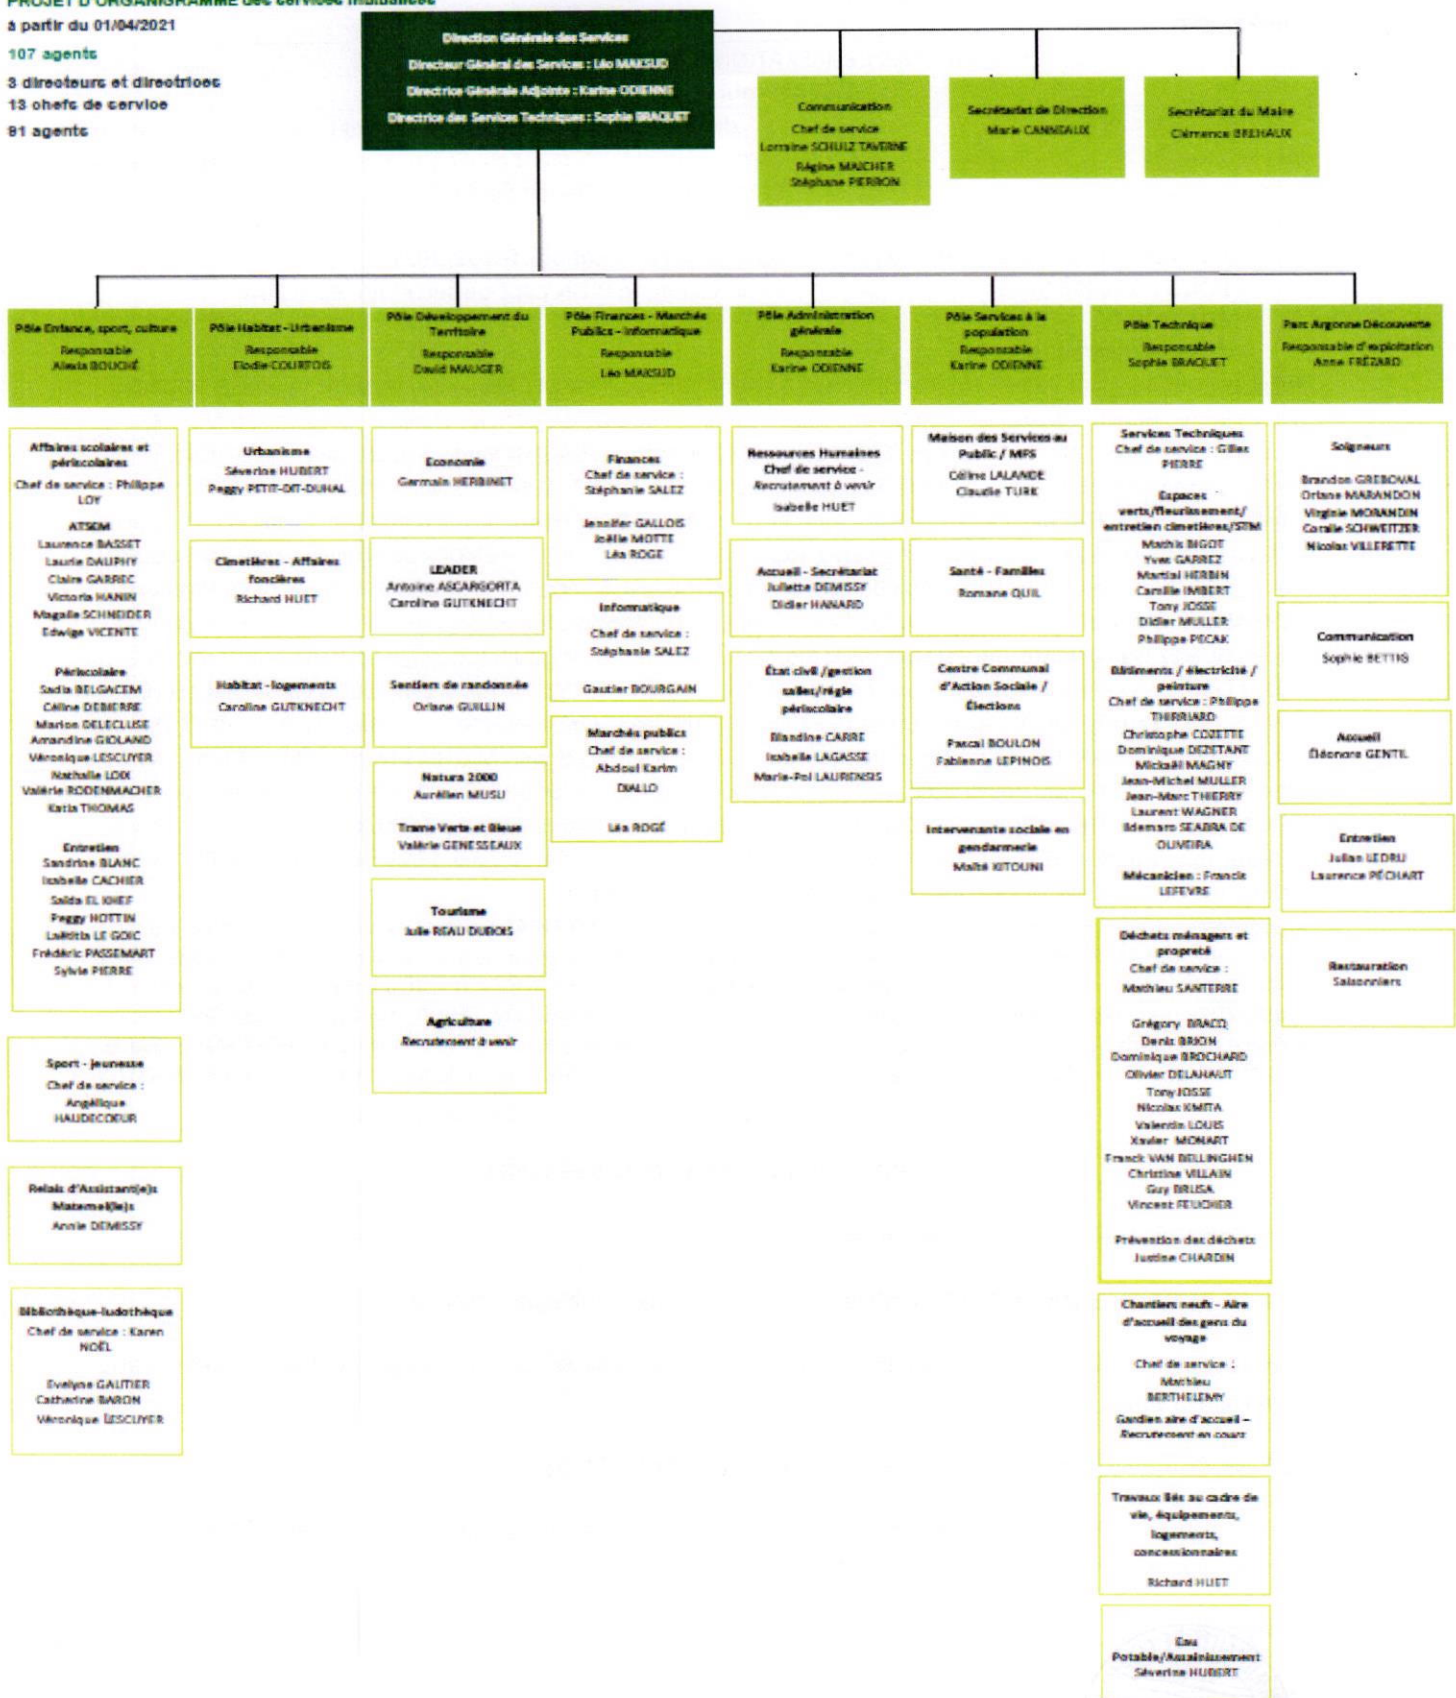 PROJET D'ORGANIGRAMME des services mutualisés
à partir du 01/04/2021
107 agents
3 directeurs et directrices
13 chefs de service
91 agents
Direction Générale des Services
Directeur Général des Services : Léo MAKSUD
Directrice Générale Adjointe : Karine ODIENNE
Directrice des Services Techniques : Sophie BRAQUET
Communication
Chef de service
Lorraine SCHULZ TAVERNE
Régine MAICHER
Stéphane PIERRON
Secrétariat de Direction
Marie CANNEAUX
Secrétariat du Maire
Clémence BREHAUX
Pôle Enfance, sport, culture
Responsable
Alexia BOUCHÉ
Pôle Habitat - Urbanisme
Responsable
Elodie COURTOIS
Pôle Développement du
Territoire
Responsable
David MAUGER
Pôle Finances - Marchés
Publics - Informatique
Responsable
Léo MAKSUD
Pôle Administration
générale
Responsable
Karine ODIENNE
Pôle Services à la
population
Responsable
Karine ODIENNE
Pôle Technique
Responsable
Sophie BRAQUET
Parc Argonne Découverte
Responsable d'exploitation
Anne FRÉZARD
Affaires scolaires et
périscolaires
Chef de service : Philippe
LOY
ATSEM
Laurence BASSET
Laurie DAUPHY
Claire GARREC
Victoria HANIN
Magalie SCHNEIDER
Edwige VICENTE
Périscolaire
Sadia BELGACEM
Céline DEBIERRE
Marion DELECLUSE
Amandine GIOLAND
Véronique LESCUYER
Nathalie LOIX
Valérie RODENMACHER
Katia THOMAS
Entretien
Sandrine BLANC
Isabelle CACHIER
Saïda EL KHEF
Peggy HOTTIN
Laëtitia LE GOIC
Frédéric PASSEMART
Sylvie PIERRE
Sport - jeunesse
Chef de service :
Angélique
HAUDECOEUR
Relais d'Assistant(e)s
Maternel(le)s
Annie DEMISSY
Bibliothèque-ludothèque
Chef de service : Karen
NOËL
Evelyne GAUTIER
Catherine BARON
Véronique LESCUYER
Urbanisme
Séverine HUBERT
Peggy PETIT-DIT-DUHAL
Cimetières - Affaires
foncières
Richard HUET
Habitat - logements
Caroline GUTKNECHT
Economie
Germain HERBINET
LEADER
Antoine ASCARGORTA
Caroline GUTKNECHT
Sentiers de randonnée
Oriane GUILLIN
Natura 2000
Aurélien MUSU
Trame Verte et Bleue
Valérie GENESSEAUX
Tourisme
Julie REAU DUBOIS
Agriculture
Recrutement à venir
Finances
Chef de service :
Stéphanie SALEZ
Jennifer GALLOIS
Joëlle MOTTE
Léa ROGE
Informatique
Chef de service :
Stéphanie SALEZ
Gautier BOURGAIN
Marchés publics
Chef de service :
Abdoul Karim
DIALLO
Léa ROGÉ
Ressources Humaines
Chef de service -
Recrutement à venir
Isabelle HUET
Accueil - Secrétariat
Juliette DEMISSY
Didier HANARD
État civil /gestion
salles/régie
périscolaire
Blandine CARRE
Isabelle LAGASSE
Marie-Pol LAURENSIS
Maison des Services au
Public / MFS
Céline LALANDE
Claudie TURK
Santé - Familles
Romane QUIL
Centre Communal
d'Action Sociale /
Élections
Pascal BOULON
Fabienne LEPINOIS
Intervenante sociale en
gendarmerie
Maïté KITOUNI
Services Techniques
Chef de service : Gilles
PIERRE
Espaces
verts/fleurissement/
entretien cimetières/STM
Mathis BIGOT
Yves GARREZ
Martial HERBIN
Camille IMBERT
Tony JOSSE
Didier MULLER
Philippe PECAK
Bâtiments / électricité /
peinture
Chef de service : Philippe
THIRRIARD
Christophe COZETTE
Dominique DEZETANT
Mickaël MAGNY
Jean-Michel MULLER
Jean-Marc THIERRY
Laurent WAGNER
Ildemaro SEABRA DE
OLIVEIRA
Mécanicien : Francis
LEFEVRE
Déchets ménagers et
propreté
Chef de service :
Mathieu SANTERRE
Grégory BRACQ
Denis BRION
Dominique BROCHARD
Olivier DELAHAUT
Tony JOSSE
Nicolas KMITA
Valentin LOUIS
Xavier MONART
Franck VAN BELLINGHEN
Christine VILLAIN
Guy BRUSA
Vincent FEUCHER
Prévention des déchets
Justine CHARDIN
Chantiers neufs - Aire
d'accueil des gens du
voyage
Chef de service :
Mathieu
BERTHELEMY
Gardien aire d'accueil –
Recrutement en cours
Travaux liés au cadre de
vie, équipements,
logements,
concessionnaires
Richard HUET
Eau
Potable/Assainissement
Séverine HUBERT
Soigneurs
Brandon GREBOVAL
Oriane MARANDON
Virginie MORANDIN
Coralie SCHWEITZER
Nicolas VILLERETTE
Communication
Sophie BETTIS
Accueil
Éléonore GENTIL
Entretien
Julian LEDRU
Laurence PÉCHART
Restauration
Saisonniers